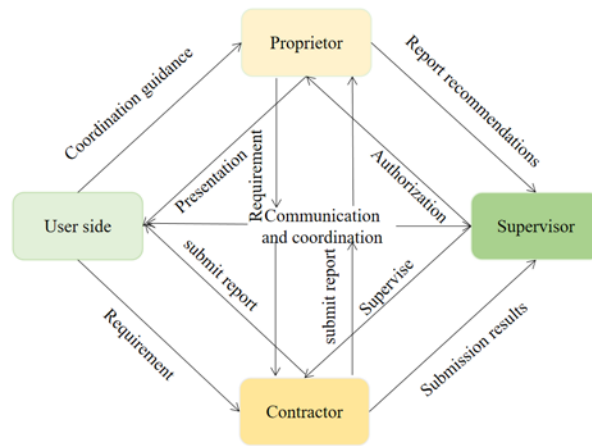 Proprietor
Coordination guidance
Report recommendations
Presentation
Requirement
Authorization
User side
Communication
and coordination
Supervisor
submit report
submit report
Supervise
Requirement
Submission results
Contractor